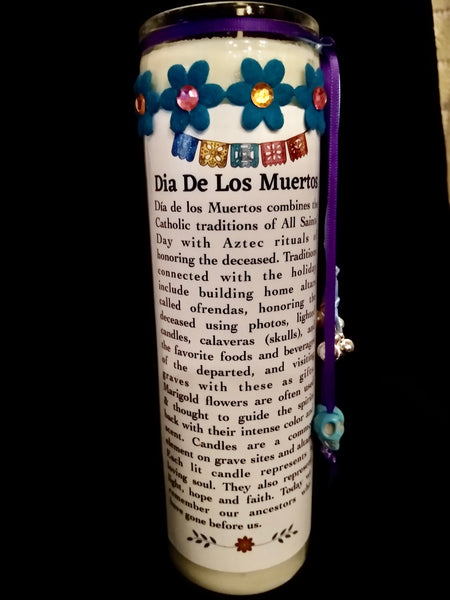 Dia De Los Muertos
Día de los Muertos combines the
Catholic traditions of All Saints
Day with Aztec rituals of
honoring the deceased. Traditions
connected with the holiday
include building home altars
called ofrendas, honoring the
deceased using photos, lighted
candles, calaveras (skulls), and
the favorite foods and beverages
of the departed, and visiting
graves with these as gifts.
Marigold flowers are often used
& thought to guide the spirits
back with their intense color and
scent. Candles are a common
element on grave sites and altars.
Each lit candle represents a
living soul. They also represent
light, hope and faith. Today we
remember our ancestors who
have gone before us.